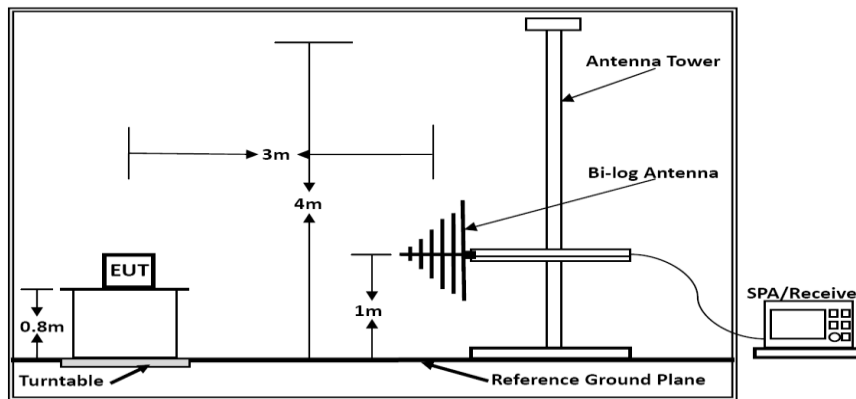 Antenna Tower
3m
Bi-log Antenna
4m
EUT
1m
0.8m
SPA/Receive
Turntable
Reference Ground Plane